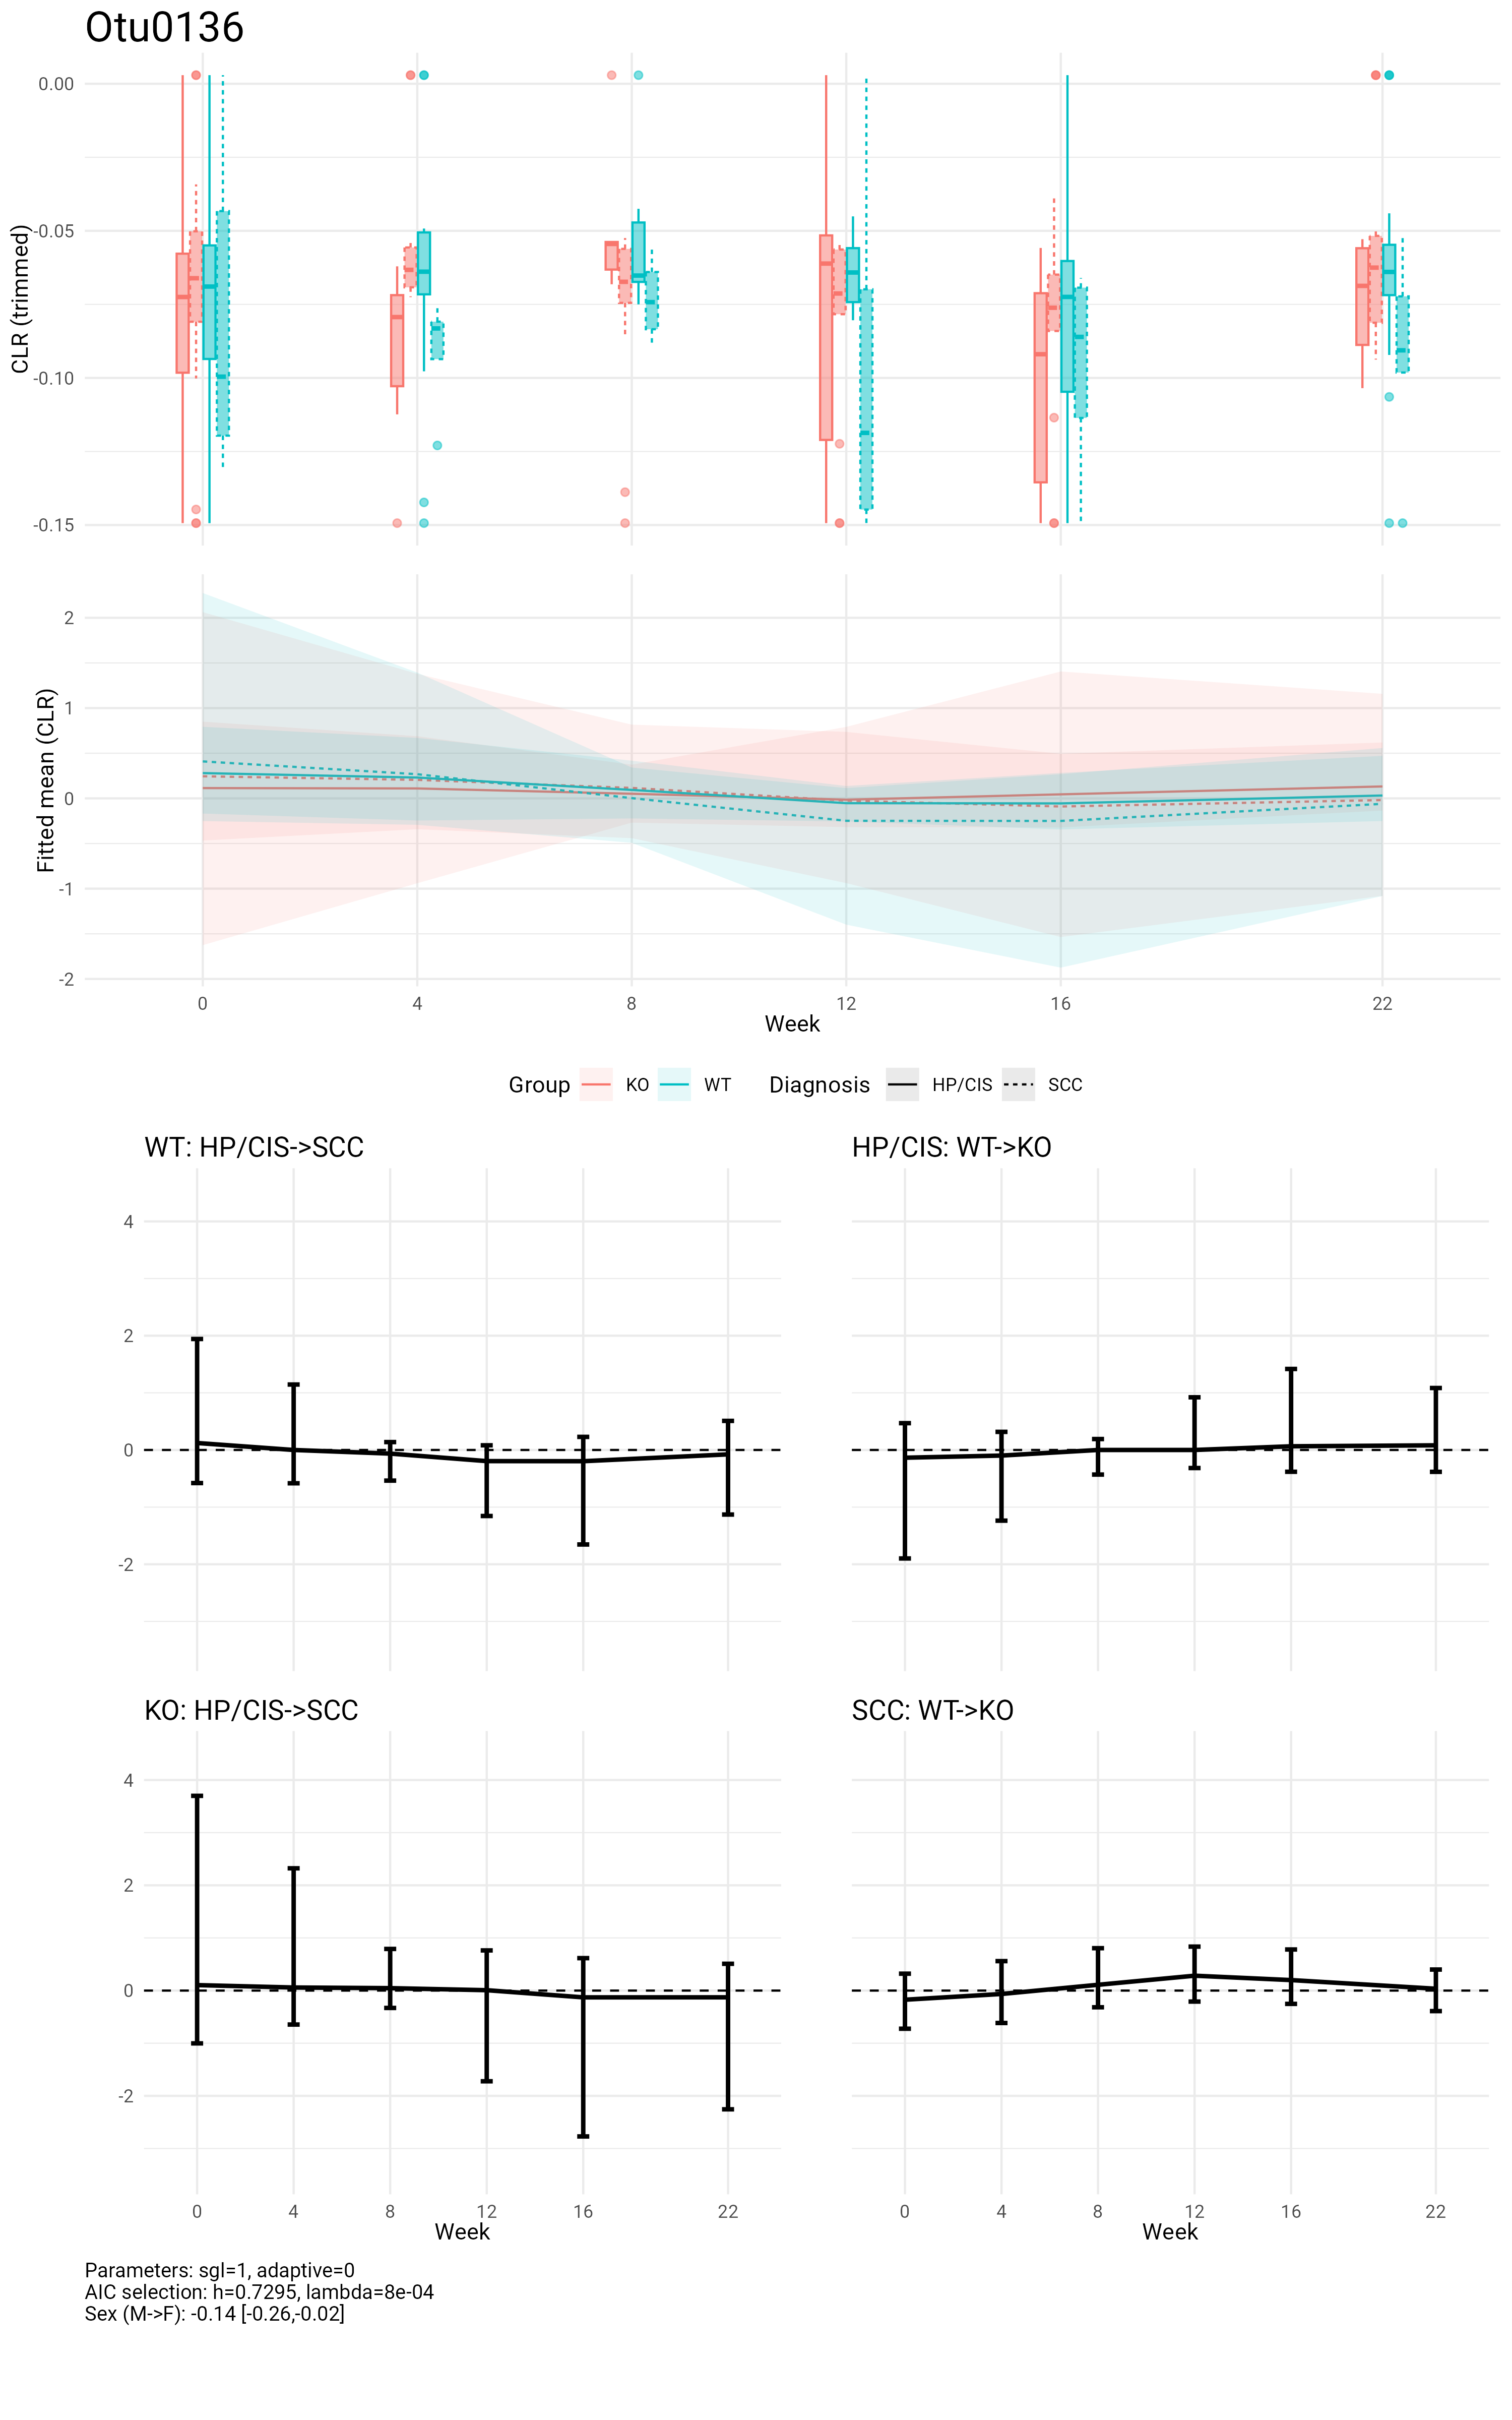 Otu0136
CLR (trimmed)
0.00
-0.05
-0.10
-0.15
Fitted mean (CLR)
2
1
0
-1
-2
0 4 8 12 16 22
Week
Group KO WT Diagnosis HP/CIS SCC
WT: HP/CIS->SCC
4
2
0
-2
HP/CIS: WT->KO
KO: HP/CIS->SCC
4
2
0
-2
0 4 8 12 16 22
Week
SCC: WT->KO
0 4 8 12 16 22
Week
Parameters: sgl=1, adaptive=0
AIC selection: h=0.7295, lambda=8e-04
Sex (M->F): -0.14 [-0.26,-0.02]